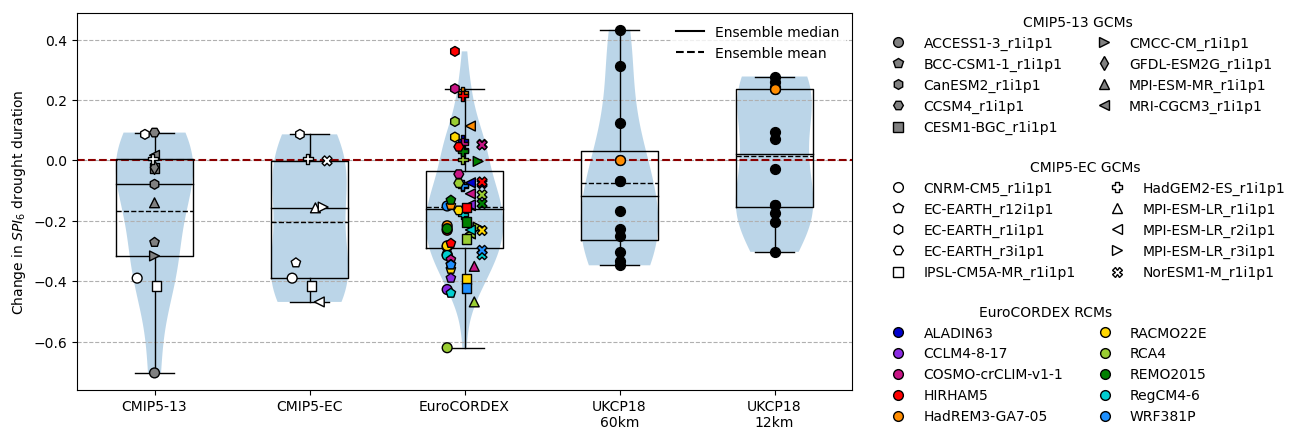 Change in SPI6 drought duration
0.4
0.2
0.0
−0.2
−0.4
−0.6
Ensemble median
Ensemble mean
CMIP5-13
CMIP5-EC
EuroCORDEX
UKCP18
60km
UKCP18
12km
CMIP5-13 GCMs
ACCESS1-3_r1i1p1
BCC-CSM1-1_r1i1p1
CanESM2_r1i1p1
CCSM4_r1i1p1
CESM1-BGC_r1i1p1
CMCC-CM_r1i1p1
GFDL-ESM2G_r1i1p1
MPI-ESM-MR_r1i1p1
MRI-CGCM3_r1i1p1
CMIP5-EC GCMs
CNRM-CM5_r1i1p1
EC-EARTH_r12i1p1
EC-EARTH_r1i1p1
EC-EARTH_r3i1p1
IPSL-CM5A-MR_r1i1p1
HadGEM2-ES_r1i1p1
MPI-ESM-LR_r1i1p1
MPI-ESM-LR_r2i1p1
MPI-ESM-LR_r3i1p1
NorESM1-M_r1i1p1
EuroCORDEX RCMs
ALADIN63
CCLM4-8-17
COSMO-crCLIM-v1-1
HIRHAM5
HadREM3-GA7-05
RACMO22E
RCA4
REMO2015
RegCM4-6
WRF381P